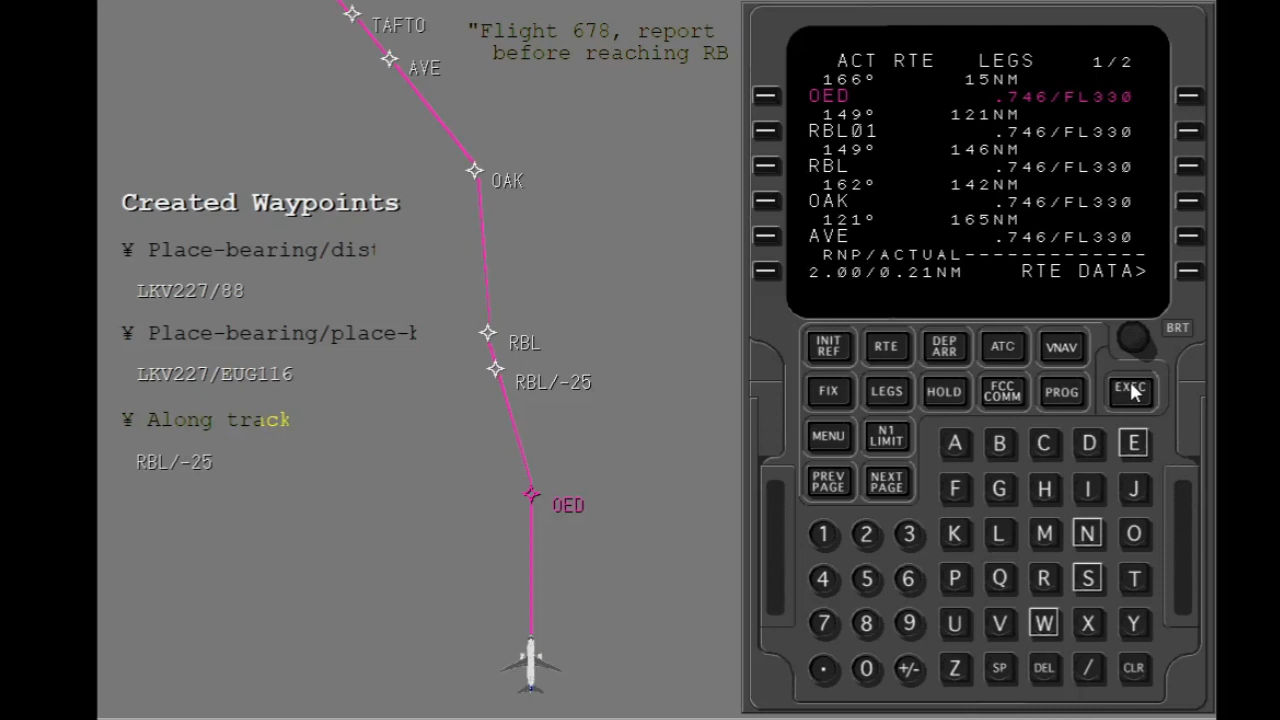 TAFTO
"Flight 678, report
before reaching RB
AVE
OAK
Created Waypoints
¥ Place-bearing/dist
LKV227/88
¥ Place-bearing/place-b
LKV227/EUG116
¥ Along track
RBL/-25
RBL
RBL/-25
OED
ACT RTE LEGS 1/2
166° 15NM
OED .746/FL330
149° 121NM
RBL01 .746/FL330
149° 146NM
RBL .746/FL330
162° 142NM
OAK .746/FL330
121° 165NM
AVE .746/FL330
RNP/ACTUAL-------------
2.00/0.21NM RTE DATA>
INIT REF RTE DEP ARR ATC VNAV BRT
FIX LEGS HOLD FCC COMM PROG EXEC
MENU N1 LIMIT A B C D E
PREV PAGE NEXT PAGE F G H I J
1 2 3 K L M N O
4 5 6 P Q R S T
7 8 9 U V W X Y
. 0 +/- Z SP DEL / CLR